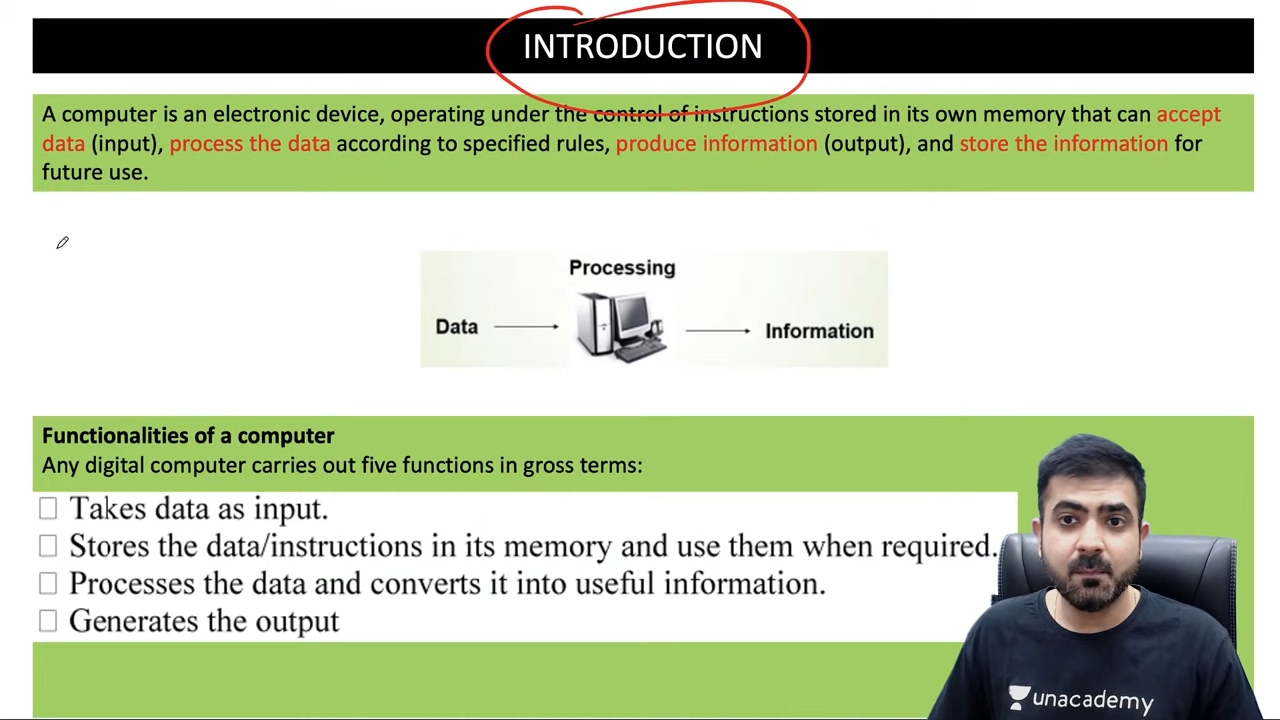 INTRODUCTION
A computer is an electronic device, operating under the control of instructions stored in its own memory that can accept
data (input), process the data according to specified rules, produce information (output), and store the information for
future use.
Processing
Data
Information
Functionalities of a computer
Any digital computer carries out five functions in gross terms:
Takes data as input.
Stores the data/instructions in its memory and use them when required.
Processes the data and converts it into useful information.
Generates the output
unacademy